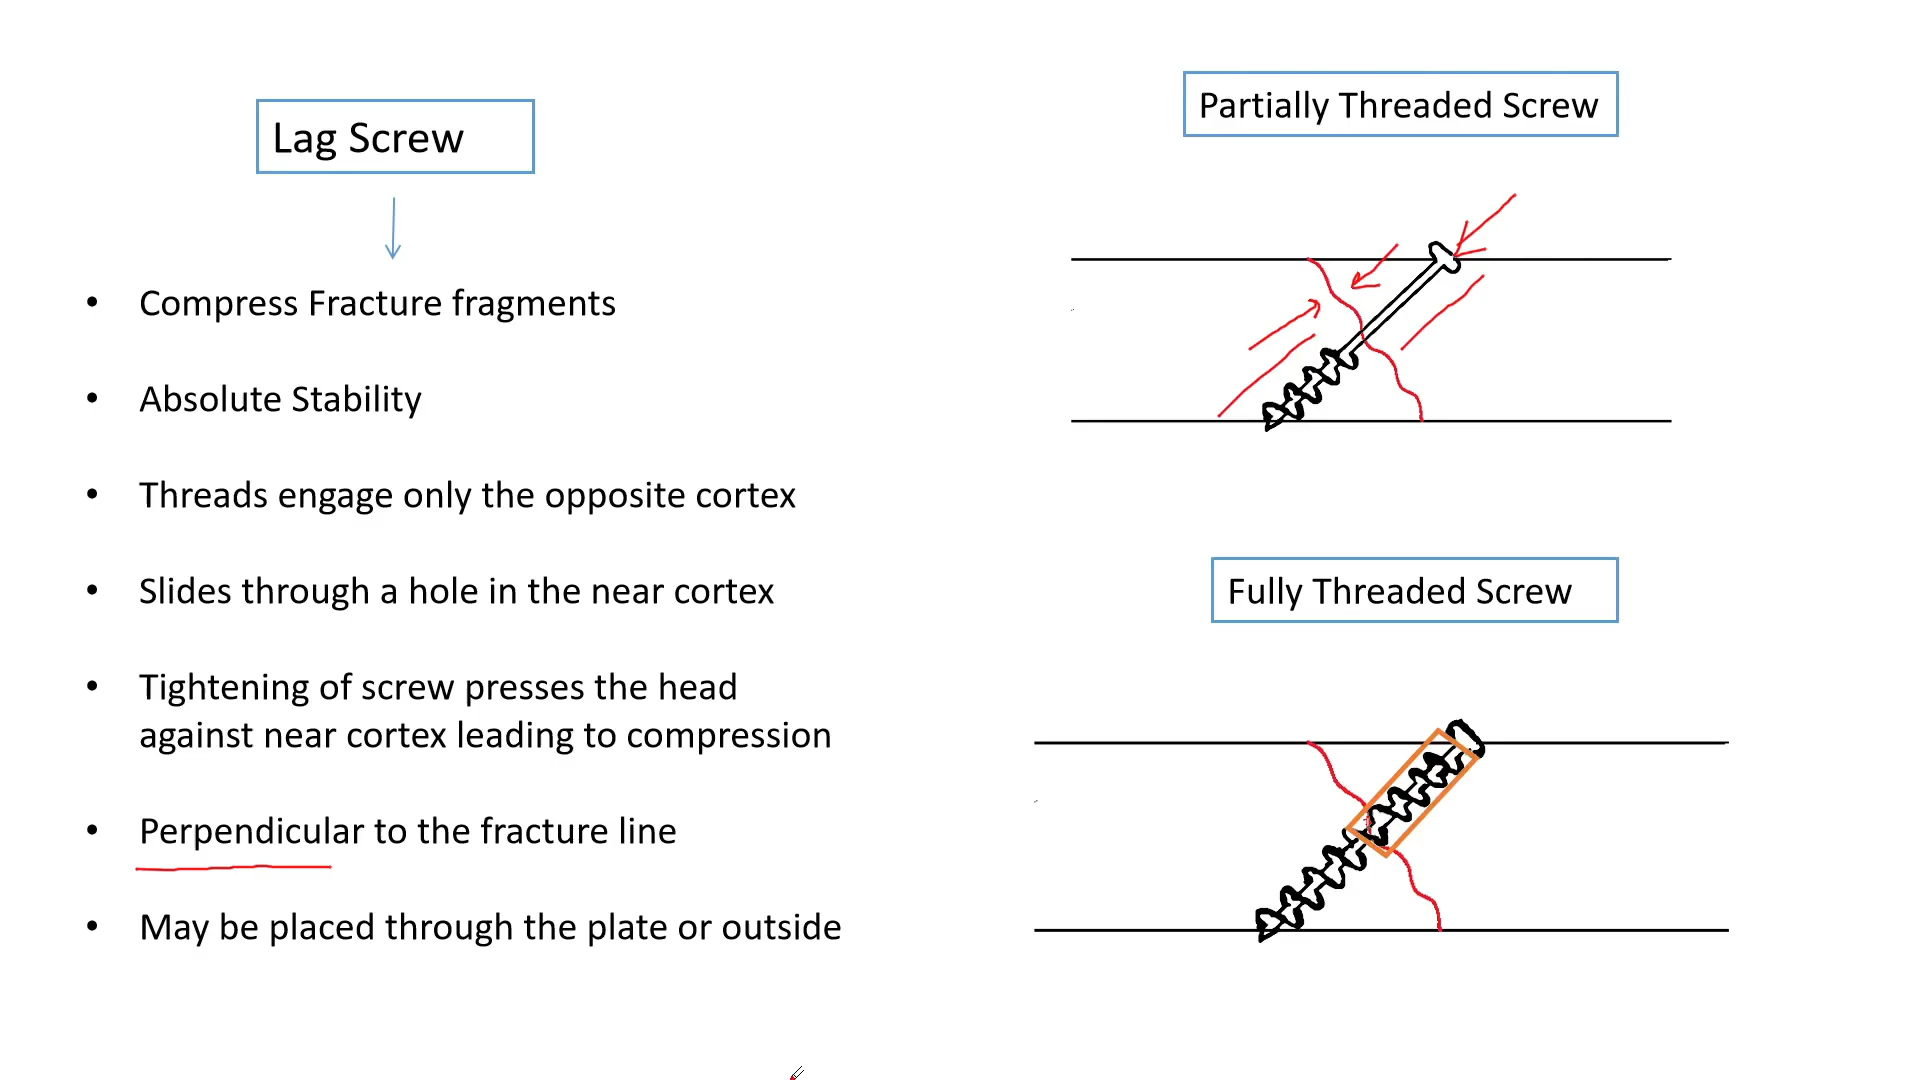 Lag Screw
• Compress Fracture fragments
• Absolute Stability
• Threads engage only the opposite cortex
• Slides through a hole in the near cortex
• Tightening of screw presses the head
against near cortex leading to compression
• Perpendicular to the fracture line
• May be placed through the plate or outside
Partially Threaded Screw
Fully Threaded Screw